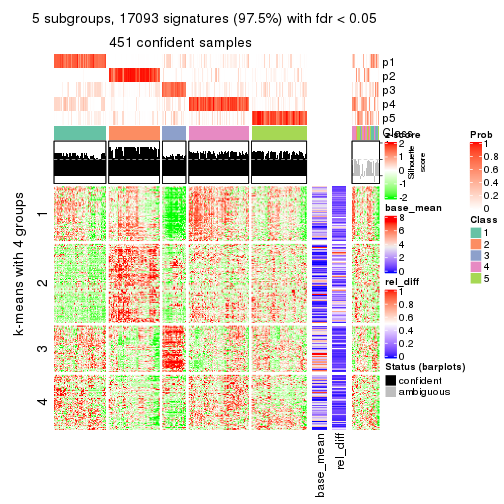 5 subgroups, 17093 signatures (97.5%) with fdr < 0.05
451 confident samples
p1
p2
p3
p4
p5
Class
Silhouette
score
1
2
3
4
k-means with 4 groups
base_mean
rel_diff
z-score
2
1
0
-1
-2
base_mean
8
6
4
2
0
rel_diff
1
0.8
0.6
0.4
0.2
0
Status (barplots)
confident
ambiguous
Prob
1
0.8
0.6
0.4
0.2
0
Class
1
2
3
4
5